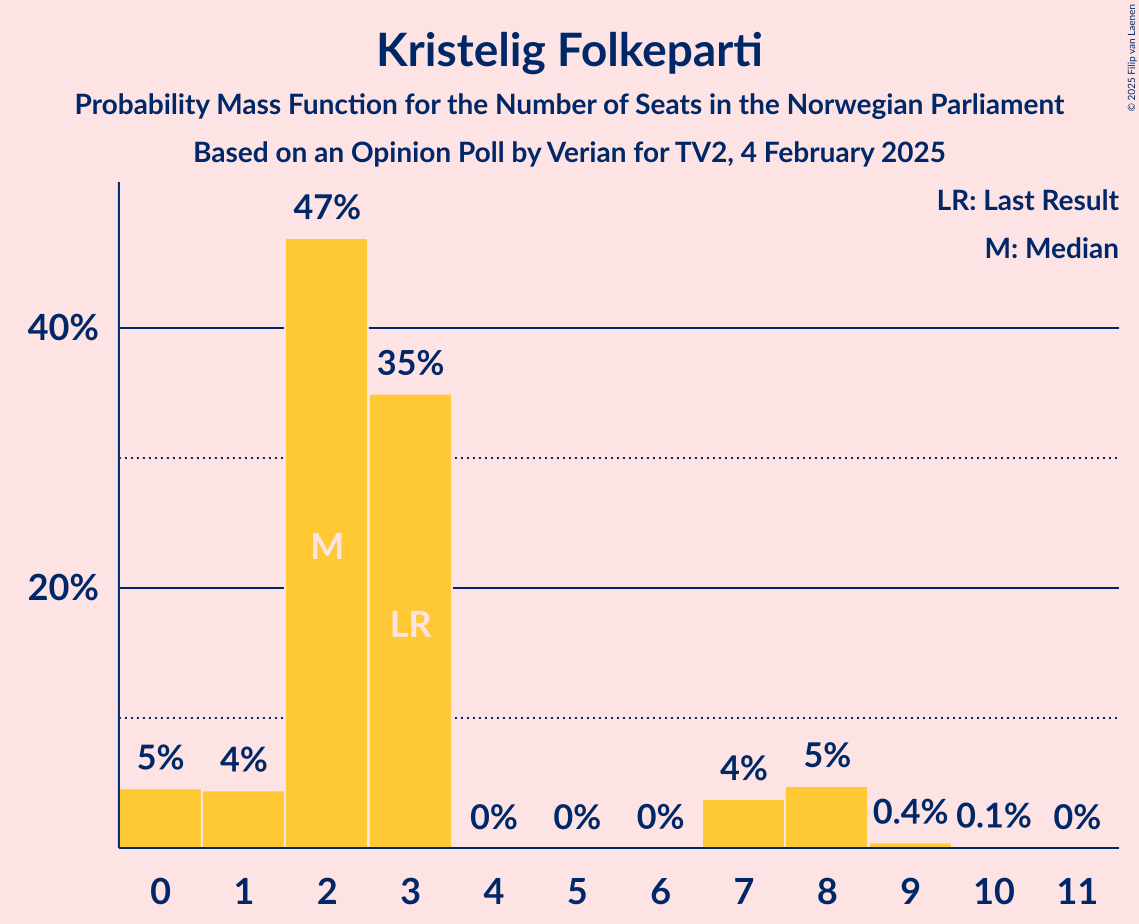 © 2025 Filip van Laenen
Kristelig Folkeparti
Probability Mass Function for the Number of Seats in the Norwegian Parliament
Based on an Opinion Poll by Verian for TV2, 4 February 2025
LR: Last Result
M: Median
47%
40%
35%
M
20%
LR
5%
4%
0%
0%
0%
4%
5%
0.4%
0.1%
0%
0 1 2 3 4 5 6 7 8 9 10 11